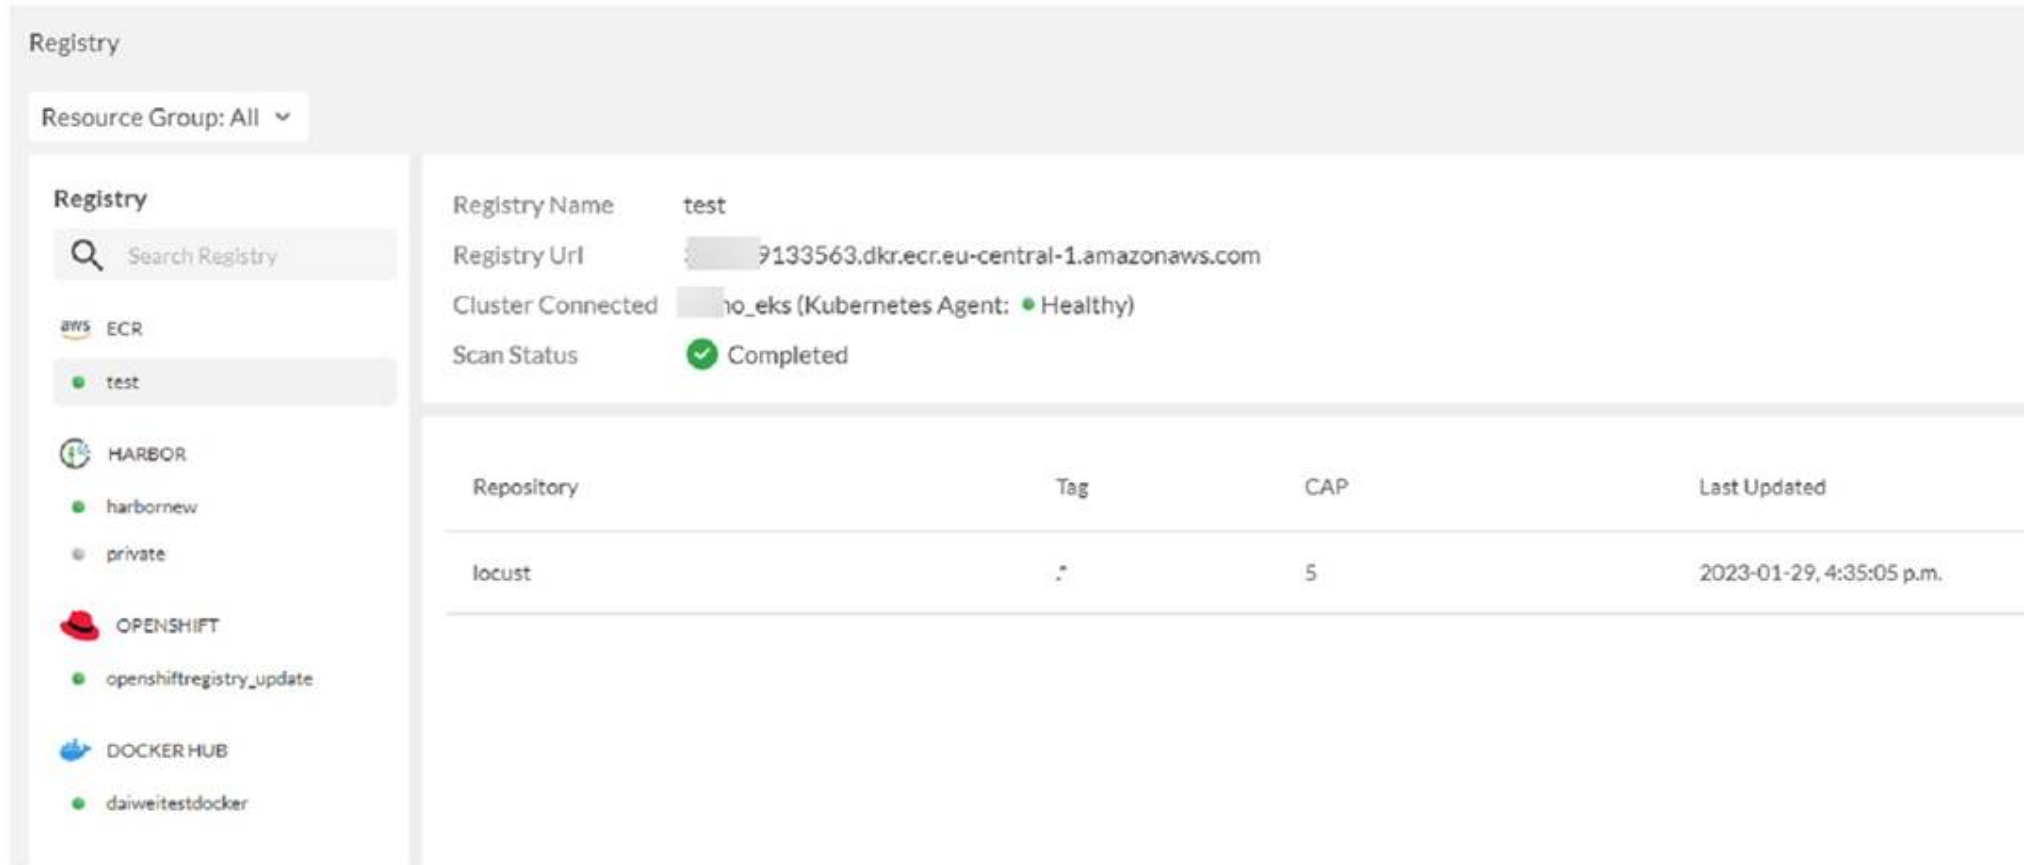 Registry
Resource Group: All
Registry
Search Registry
aws ECR
test
HARBOR
harbornew
private
OPENSHIFT
openshiftregistry_update
DOCKER HUB
daiweitestdocker
Registry Name test
Registry Url 9133563.dkr.ecr.eu-central-1.amazonaws.com
Cluster Connected no_eks (Kubernetes Agent: Healthy)
Scan Status Completed
Repository Tag CAP Last Updated
locust .* 5 2023-01-29, 4:35:05 p.m.